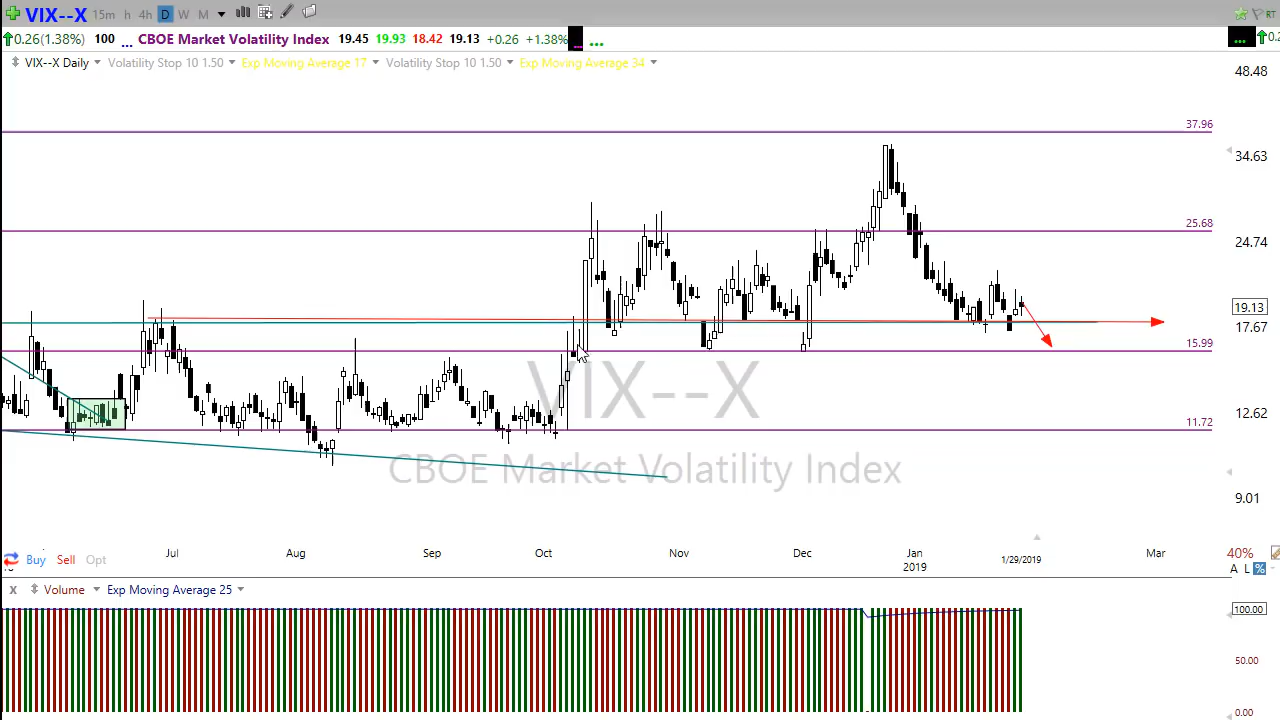 VIX--X 15m h 4h D W M RT
0.26(1.38%) 100 ... CBOE Market Volatility Index 19.45 19.93 18.42 19.13 +0.26 +1.38% ... ... ...
VIX--X Daily Volatility Stop 10 1.50 Exp Moving Average 17 Volatility Stop 10 1.50 Exp Moving Average 34
48.48
37.96
34.63
25.68
24.74
19.13
17.67
15.99
VIX--X
12.62
11.72
CBOE Market Volatility Index
9.01
Jul Aug Sep Oct Nov Dec Jan 1/29/2019 Mar
2019
Buy Sell Opt 40%
A L %
X Volume Exp Moving Average 25
100.00
50.00
0.00